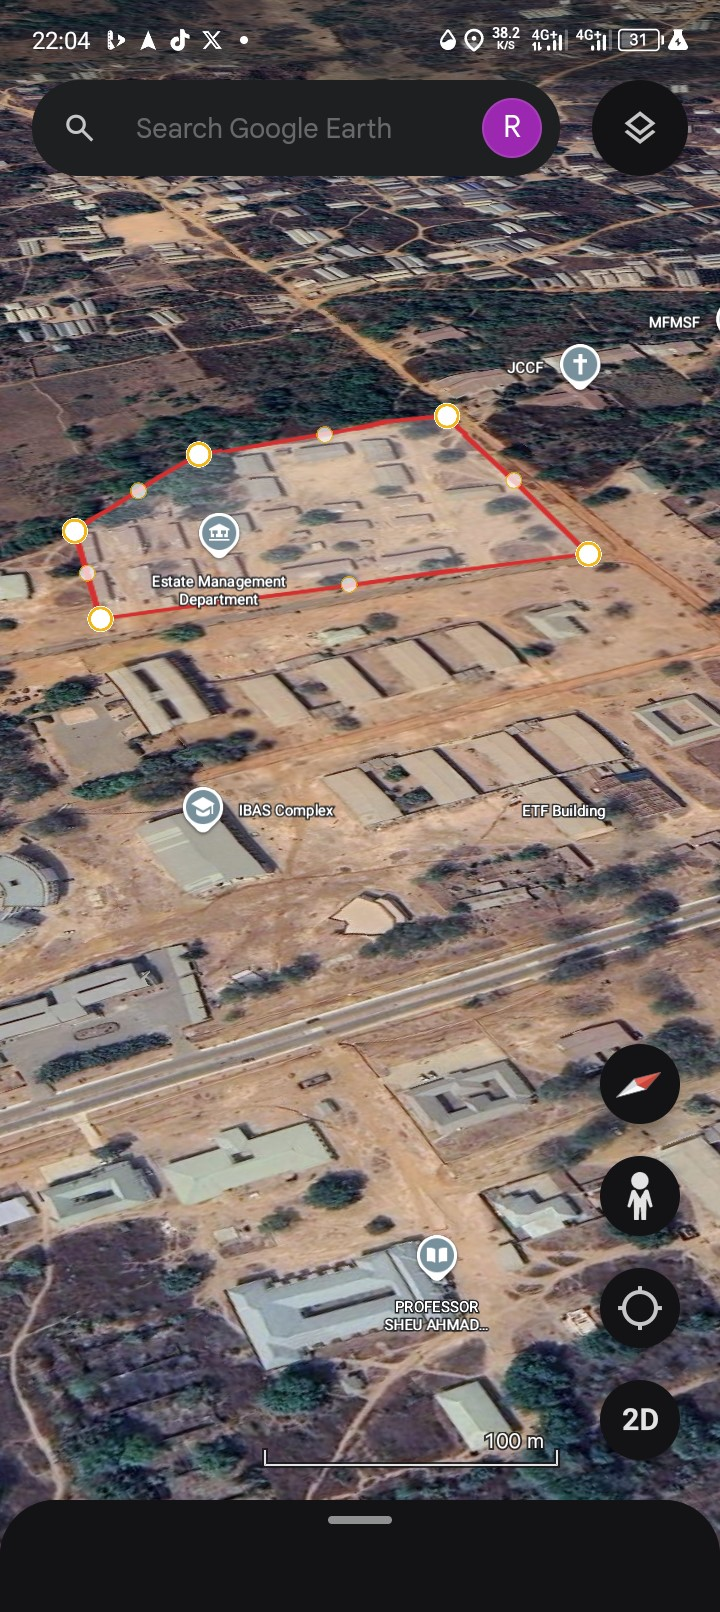 22:04
38.2
K/S
4G+
4G+
31
Search Google Earth
R
MFMSF
JCCF
Estate Management
Department
IBAS Complex
ETF Building
PROFESSOR
SHEU AHMAD...
100 m
2D